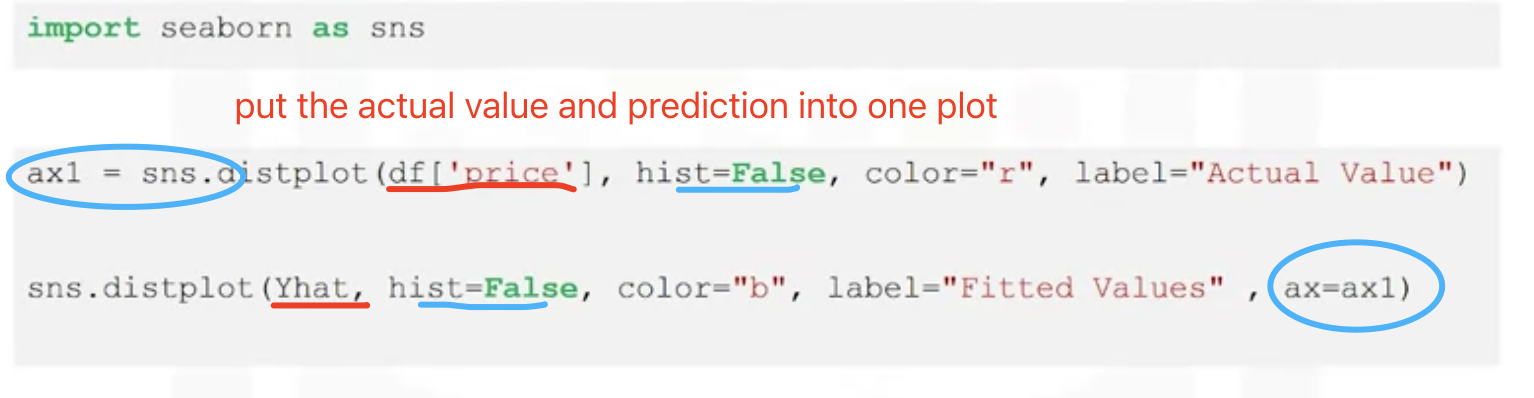 import seaborn as sns
put the actual value and prediction into one plot
ax1 = sns.distplot(df['price'], hist=False, color="r", label="Actual Value")
sns.distplot(Yhat, hist=False, color="b", label="Fitted Values" , ax=ax1)